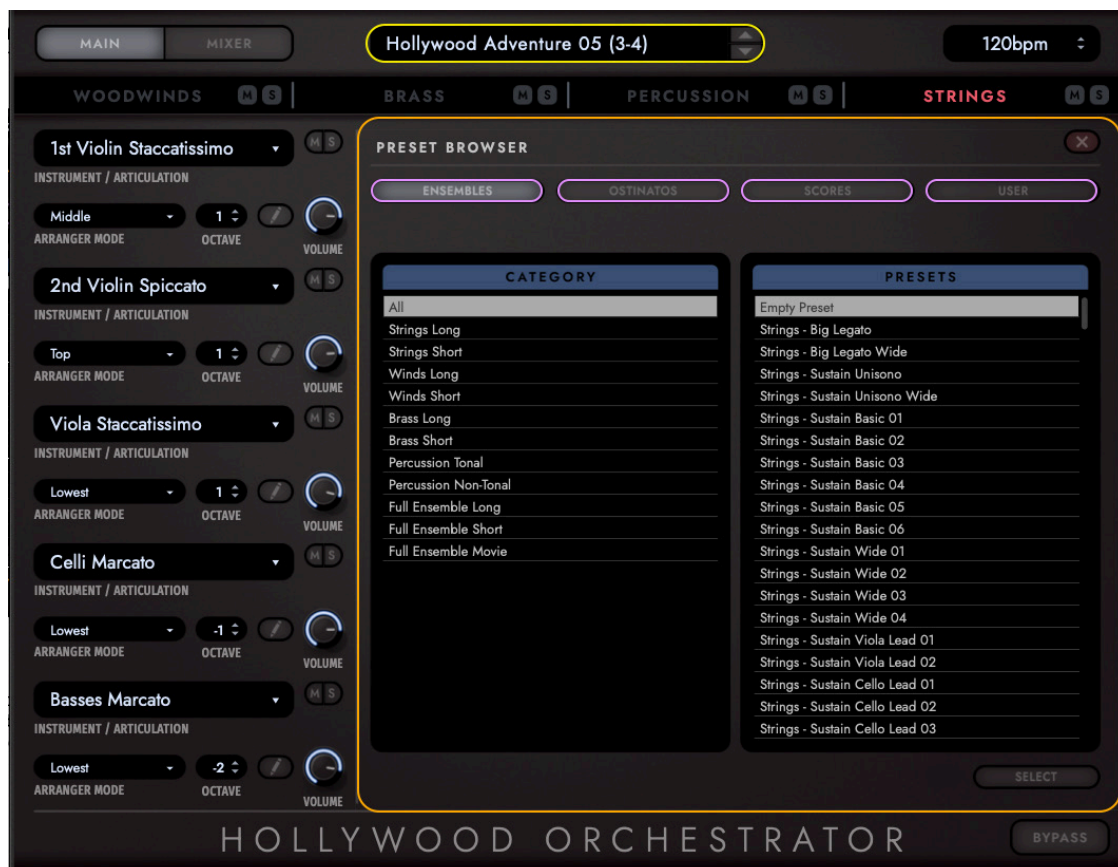 MAIN MIXER Hollywood Adventure 05 (3-4) 120bpm
WOODWINDS M S BRASS M S PERCUSSION M S STRINGS M S
1st Violin Staccatissimo M S
INSTRUMENT / ARTICULATION
Middle 1
ARRANGER MODE OCTAVE VOLUME
2nd Violin Spiccato M S
INSTRUMENT / ARTICULATION
Top 1
ARRANGER MODE OCTAVE VOLUME
Viola Staccatissimo M S
INSTRUMENT / ARTICULATION
Lowest 1
ARRANGER MODE OCTAVE VOLUME
Celli Marcato M S
INSTRUMENT / ARTICULATION
Lowest -1
ARRANGER MODE OCTAVE VOLUME
Basses Marcato M S
INSTRUMENT / ARTICULATION
Lowest -2
ARRANGER MODE OCTAVE VOLUME
PRESET BROWSER
ENSEMBLES OSTINATOS SCORES USER
CATEGORY
All
Strings Long
Strings Short
Winds Long
Winds Short
Brass Long
Brass Short
Percussion Tonal
Percussion Non-Tonal
Full Ensemble Long
Full Ensemble Short
Full Ensemble Movie
PRESETS
Empty Preset
Strings - Big Legato
Strings - Big Legato Wide
Strings - Sustain Unisono
Strings - Sustain Unisono Wide
Strings - Sustain Basic 01
Strings - Sustain Basic 02
Strings - Sustain Basic 03
Strings - Sustain Basic 04
Strings - Sustain Basic 05
Strings - Sustain Basic 06
Strings - Sustain Wide 01
Strings - Sustain Wide 02
Strings - Sustain Wide 03
Strings - Sustain Wide 04
Strings - Sustain Viola Lead 01
Strings - Sustain Viola Lead 02
Strings - Sustain Cello Lead 01
Strings - Sustain Cello Lead 02
Strings - Sustain Cello Lead 03
SELECT
HOLLYWOOD ORCHESTRATOR BYPASS